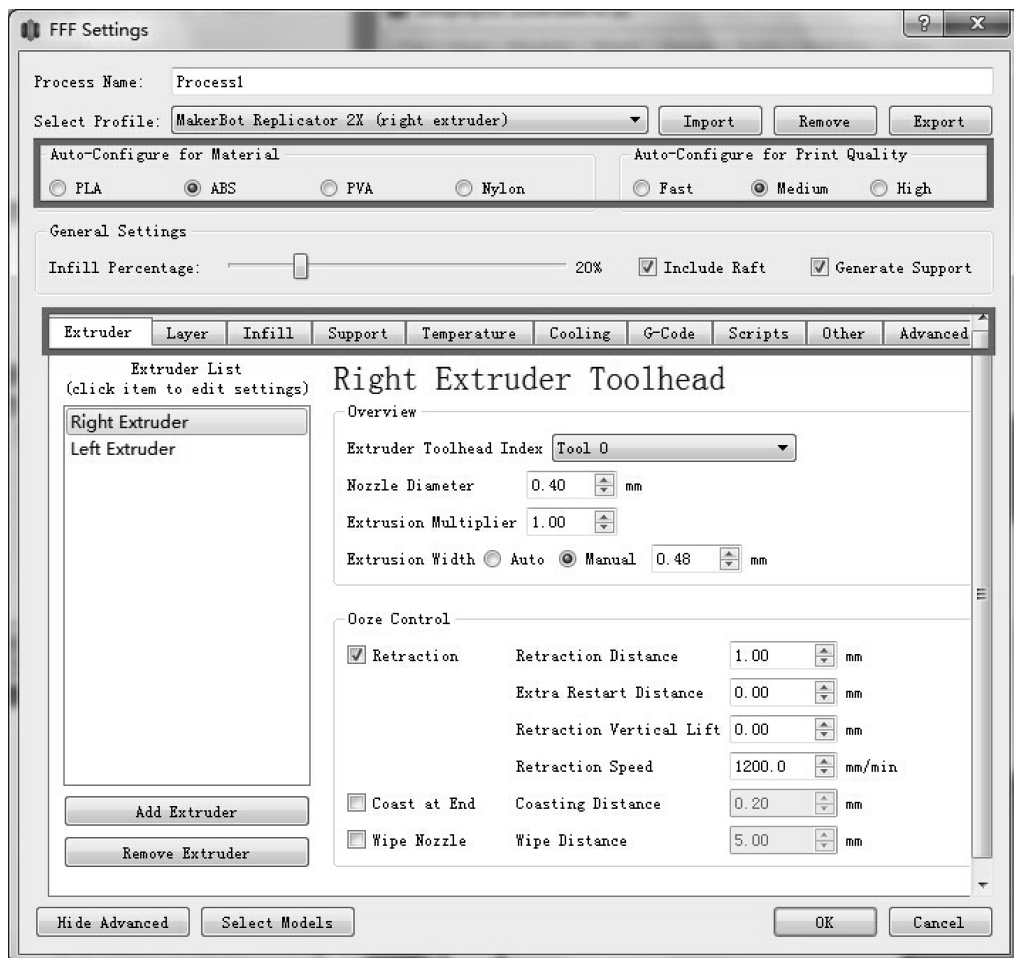 FFF Settings
Process Name: Process1
Select Profile: MakerBot Replicator 2X (right extruder) Import Remove Export
Auto-Configure for Material Auto-Configure for Print Quality
PLA ABS PVA Nylon Fast Medium High
General Settings
Infill Percentage: 20% Include Raft Generate Support
Extruder Layer Infill Support Temperature Cooling G-Code Scripts Other Advanced
Extruder List
(click item to edit settings)
Right Extruder
Left Extruder
Add Extruder
Remove Extruder
Right Extruder Toolhead
Overview
Extruder Toolhead Index Tool 0
Nozzle Diameter 0.40 mm
Extrusion Multiplier 1.00
Extrusion Width Auto Manual 0.48 mm
Ooze Control
Retraction Retraction Distance 1.00 mm
Extra Restart Distance 0.00 mm
Retraction Vertical Lift 0.00 mm
Retraction Speed 1200.0 mm/min
Coast at End Coasting Distance 0.20 mm
Wipe Nozzle Wipe Distance 5.00 mm
Hide Advanced Select Models OK Cancel